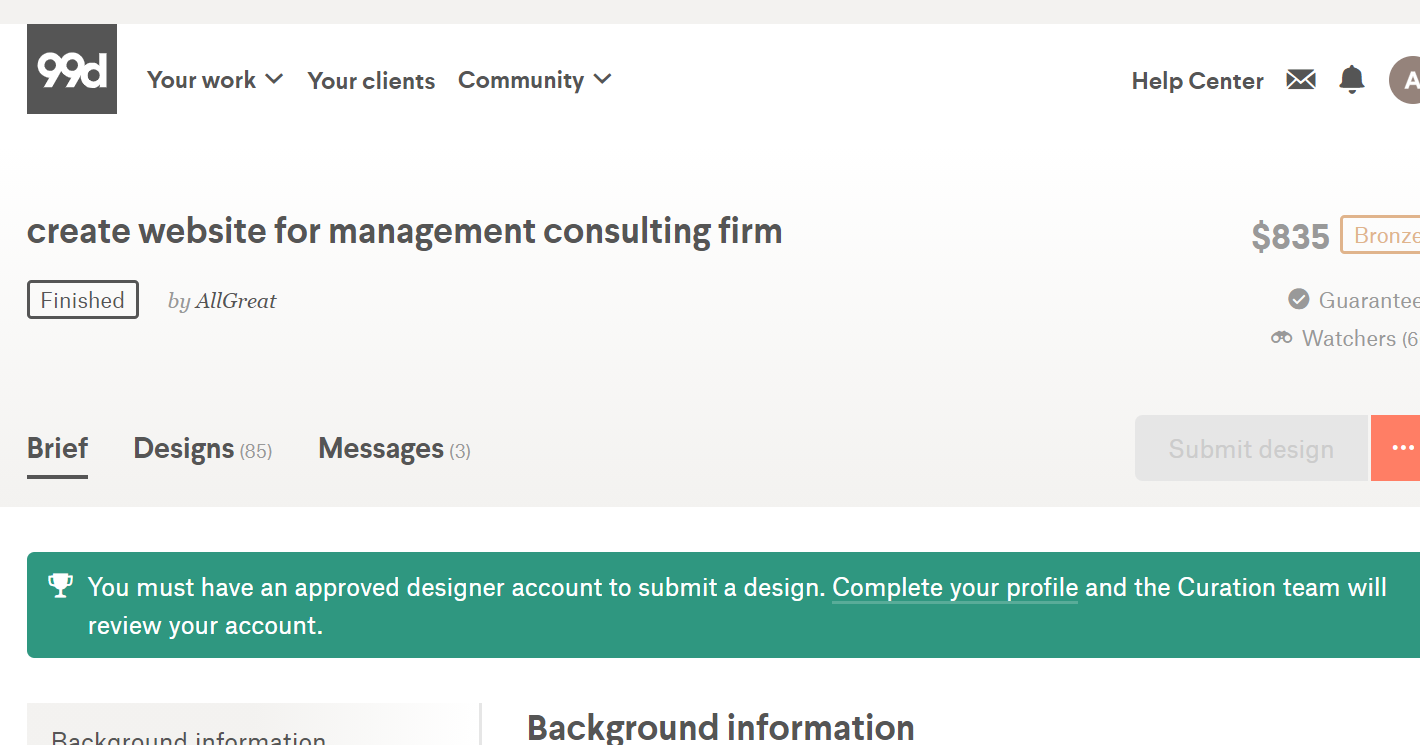 99d
Your work
Your clients
Community
Help Center
A
create website for management consulting firm
$835
Bronze
Finished
by AllGreat
Guarantee
Watchers (6
Brief
Designs (85)
Messages (3)
Submit design
You must have an approved designer account to submit a design. Complete your profile and the Curation team will
review your account.
Background information
Background information